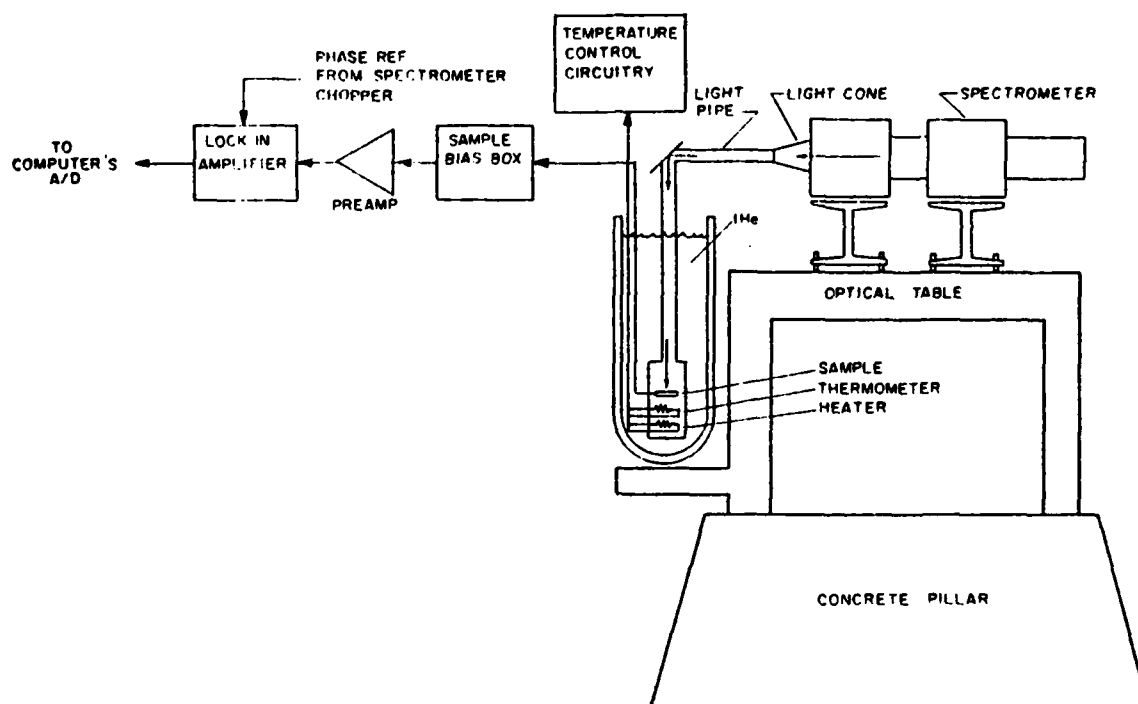 TEMPERATURE
CONTROL
CIRCUITRY
PHASE REF
FROM SPECTROMETER
CHOPPER
LIGHT
PIPE
LIGHT CONE
SPECTROMETER
TO
COMPUTER'S
A/D
LOCK IN
AMPLIFIER
PREAMP
SAMPLE
BIAS BOX
lHe
OPTICAL TABLE
SAMPLE
THERMOMETER
HEATER
CONCRETE PILLAR